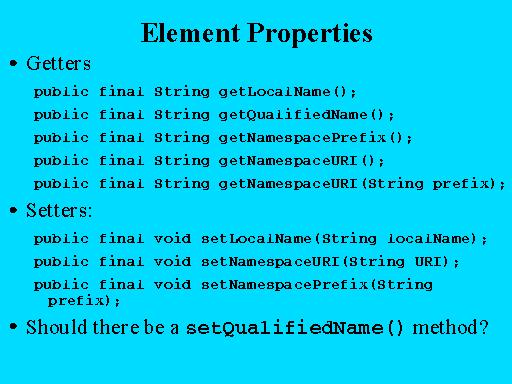 Element Properties
• Getters
public final String getLocalName();
public final String getQualifiedName();
public final String getNamespacePrefix();
public final String getNamespaceURI();
public final String getNamespaceURI(String prefix);
• Setters:
public final void setLocalName(String localName);
public final void setNamespaceURI(String URI);
public final void setNamespacePrefix(String
prefix);
• Should there be a setQualifiedName() method?